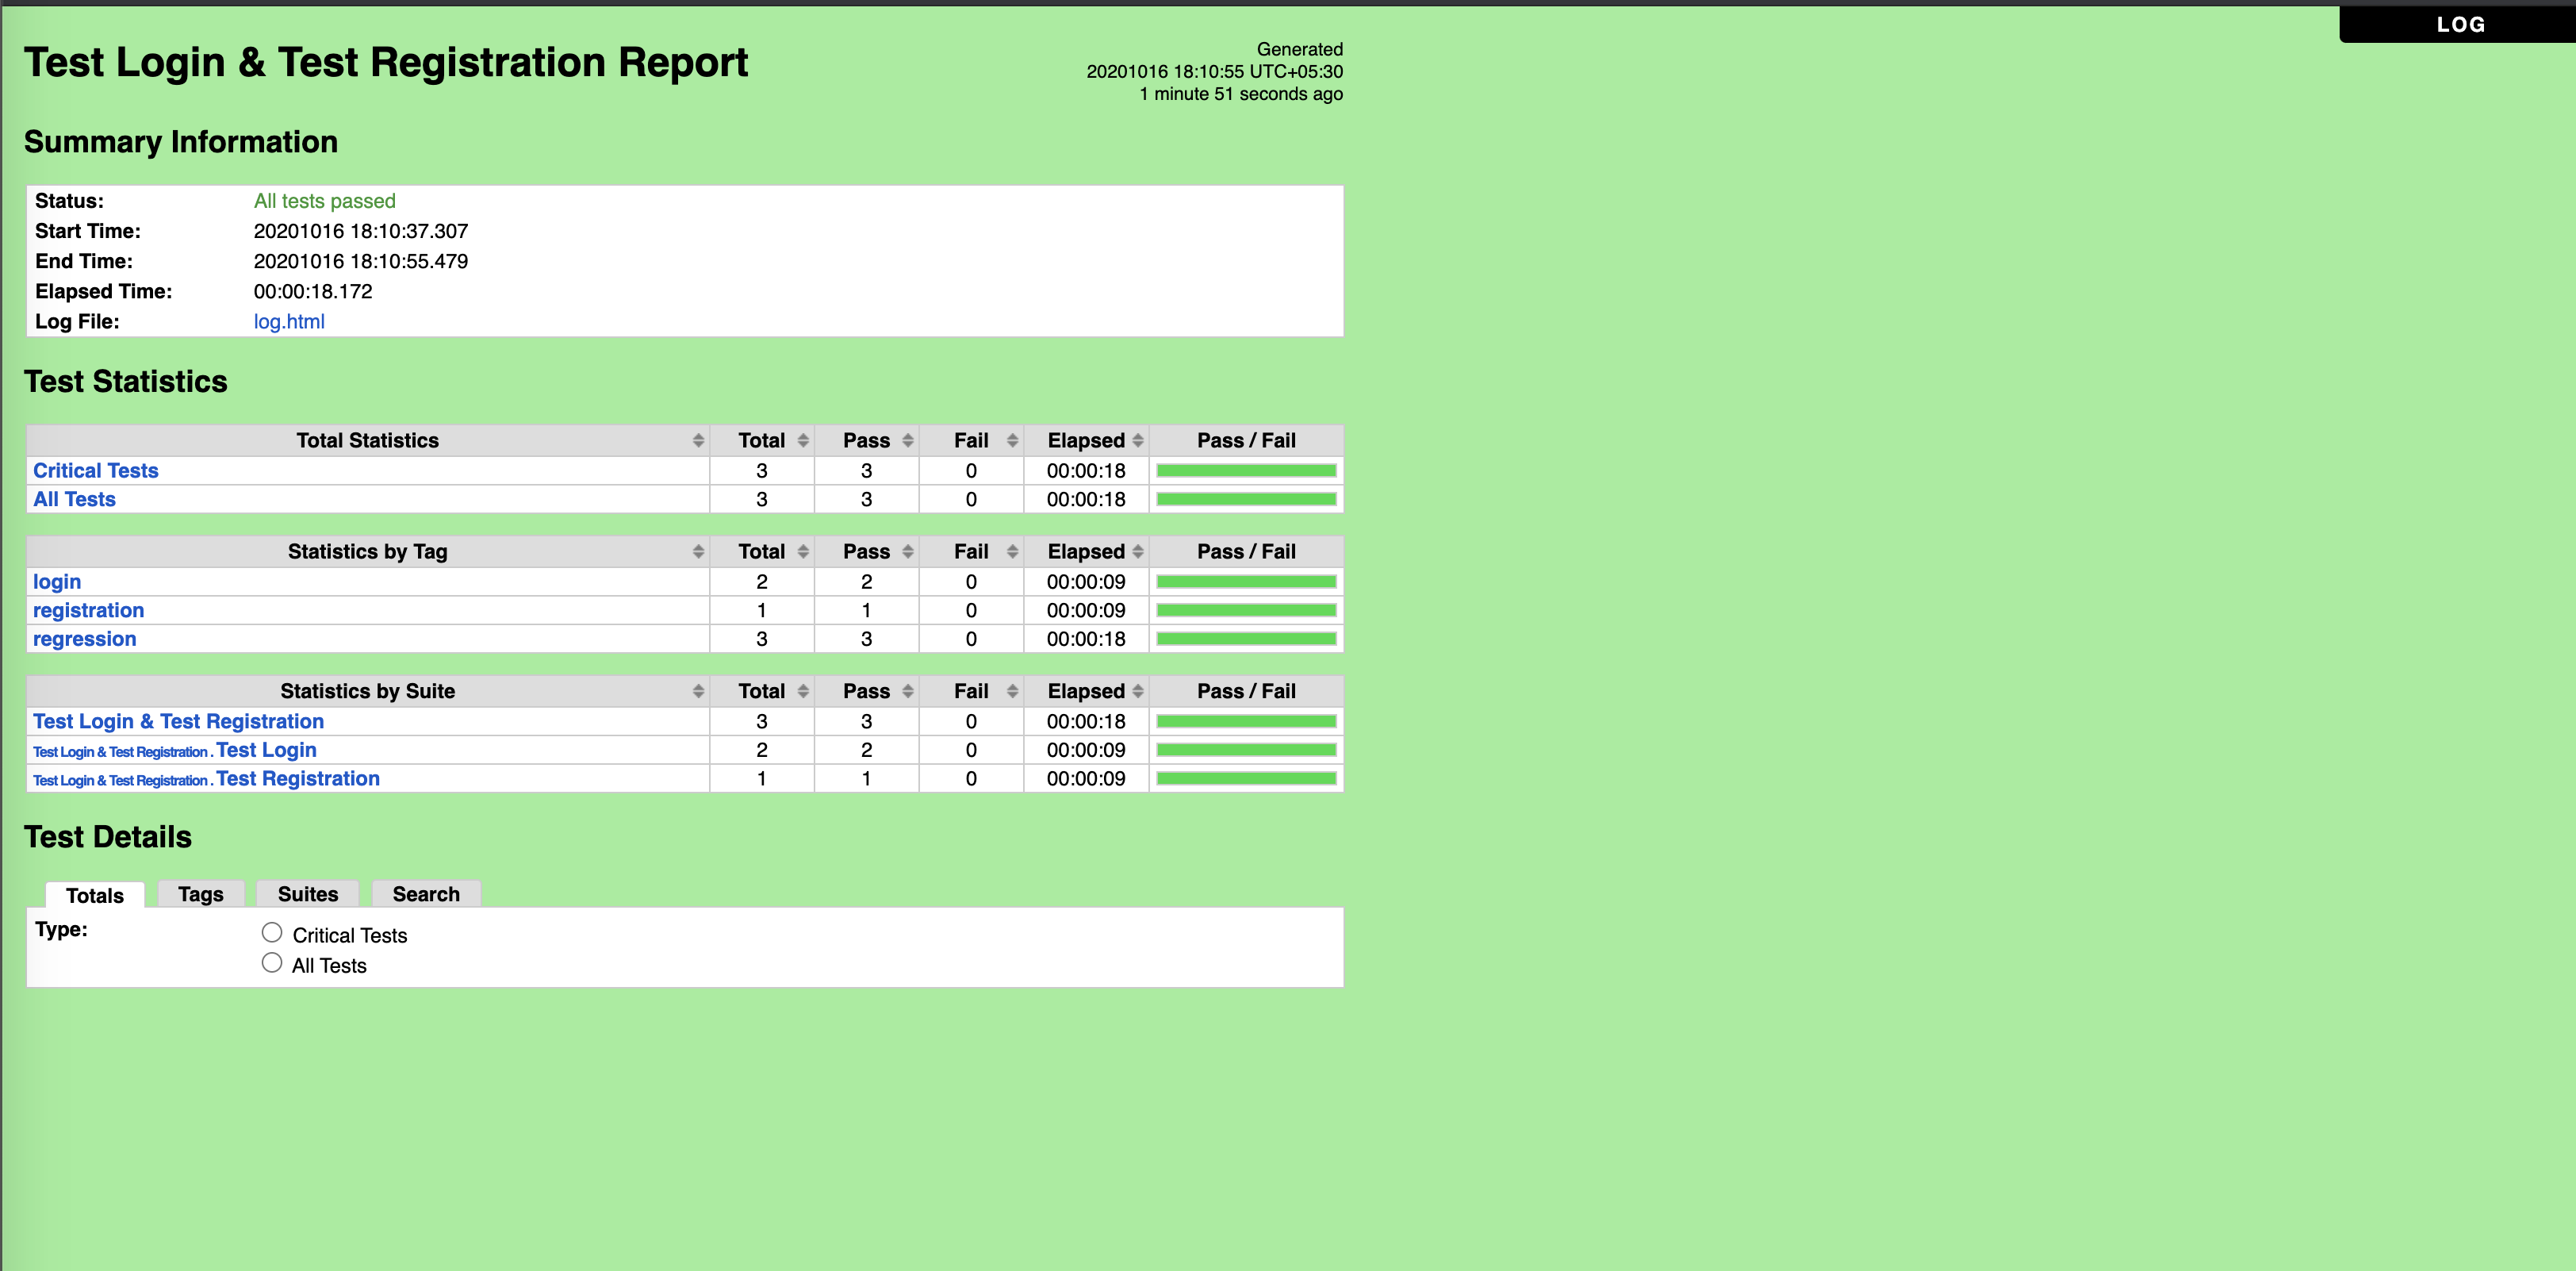 LOG
Test Login & Test Registration Report
Generated
20201016 18:10:55 UTC+05:30
1 minute 51 seconds ago
Summary Information
Status: All tests passed
Start Time: 20201016 18:10:37.307
End Time: 20201016 18:10:55.479
Elapsed Time: 00:00:18.172
Log File: log.html
Test Statistics
Total Statistics Total Pass Fail Elapsed Pass / Fail
Critical Tests 3 3 0 00:00:18
All Tests 3 3 0 00:00:18
Statistics by Tag Total Pass Fail Elapsed Pass / Fail
login 2 2 0 00:00:09
registration 1 1 0 00:00:09
regression 3 3 0 00:00:18
Statistics by Suite Total Pass Fail Elapsed Pass / Fail
Test Login & Test Registration 3 3 0 00:00:18
Test Login & Test Registration . Test Login 2 2 0 00:00:09
Test Login & Test Registration . Test Registration 1 1 0 00:00:09
Test Details
Totals Tags Suites Search
Type: Critical Tests
All Tests